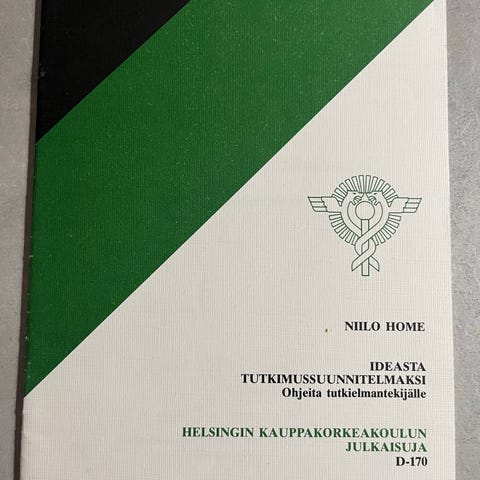 NIILO HOME
IDEASTA
TUTKIMUSSUUNNITELMAKSI
Ohjeita tutkielmantekijälle
HELSINGIN KAUPPAKORKEAKOULUN
JULKAISUJA
D-170